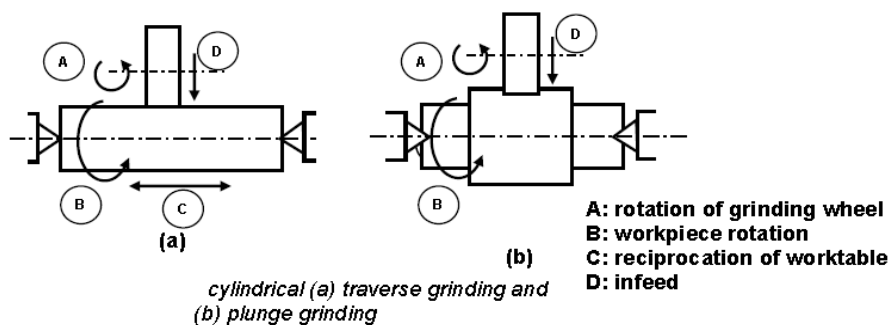 A
D
B
C
(a)
A
D
B
(b)
A: rotation of grinding wheel
B: workpiece rotation
C: reciprocation of worktable
D: infeed
cylindrical (a) traverse grinding and
(b) plunge grinding